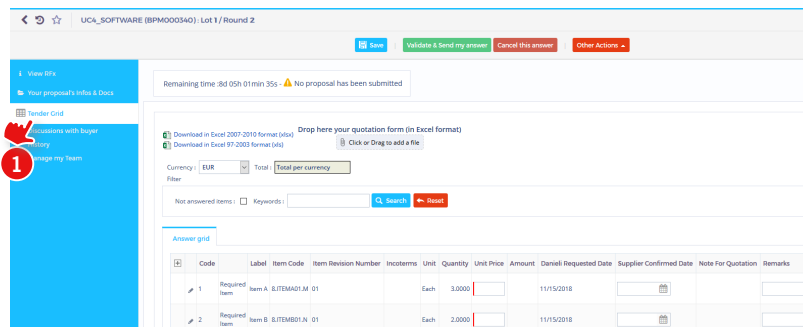 UC4_SOFTWARE (BPM000340) : Lot 1 / Round 2
Save Validate & Send my answer Cancel this answer Other Actions
View RFx
Your proposal's Infos & Docs
Tender Grid
Discussions with buyer
History
Manage my Team
1
Remaining time :8d 05h 01min 35s - No proposal has been submitted
Download in Excel 2007-2010 format (xlsx)
Download in Excel 97-2003 format (xls)
Drop here your quotation form (in Excel format)
Click or Drag to add a file
Currency : EUR Total : Total per currency
Filter
Not answered items : Keywords : Search Reset
Answer grid
Code Label Item Code Item Revision Number Incoterms Unit Quantity Unit Price Amount Danieli Requested Date Supplier Confirmed Date Note For Quotation Remarks
1 Required Item Item A 8.ITEMA01.M 01 Each 3.0000 11/15/2018
2 Required Item Item B 8.ITEMB01.N 01 Each 2.0000 11/15/2018